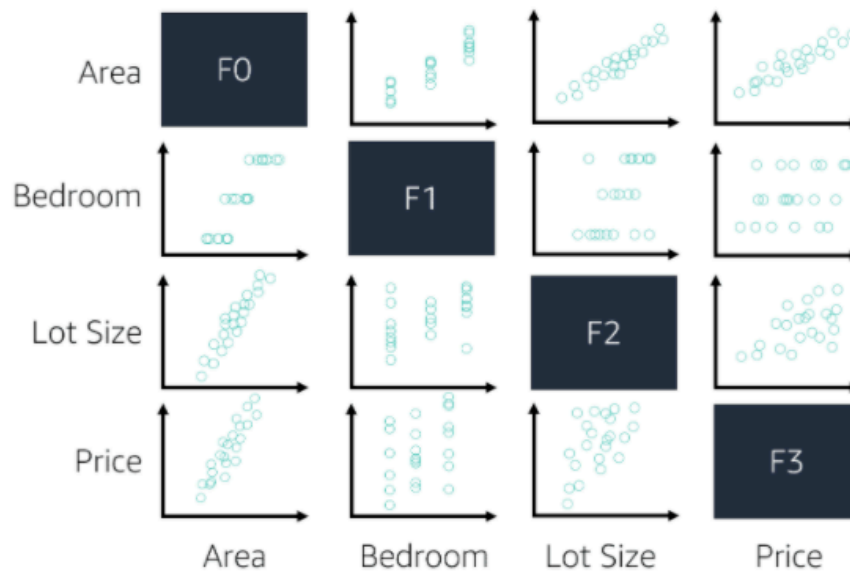 Area
F0
Bedroom
F1
Lot Size
F2
Price
F3
Area Bedroom Lot Size Price